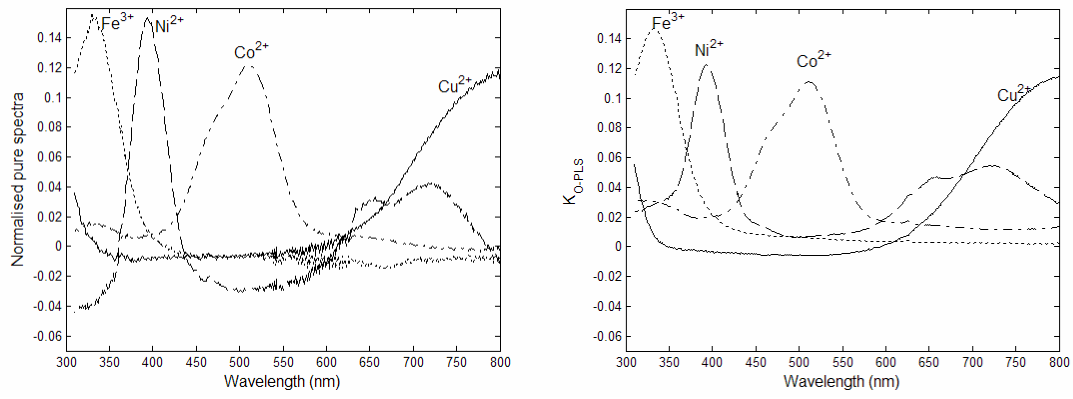 Fe3+
Ni2+
Co2+
Cu2+
0.14
0.12
0.1
0.08
0.06
0.04
0.02
0
-0.02
-0.04
-0.06
Normalised pure spectra
300 350 400 450 500 550 600 650 700 750 800
Wavelength (nm)
Fe3+
Ni2+
Co2+
Cu2+
0.14
0.12
0.1
0.08
0.06
0.04
0.02
0
-0.02
-0.04
-0.06
KO-PLS
300 350 400 450 500 550 600 650 700 750 800
Wavelength (nm)